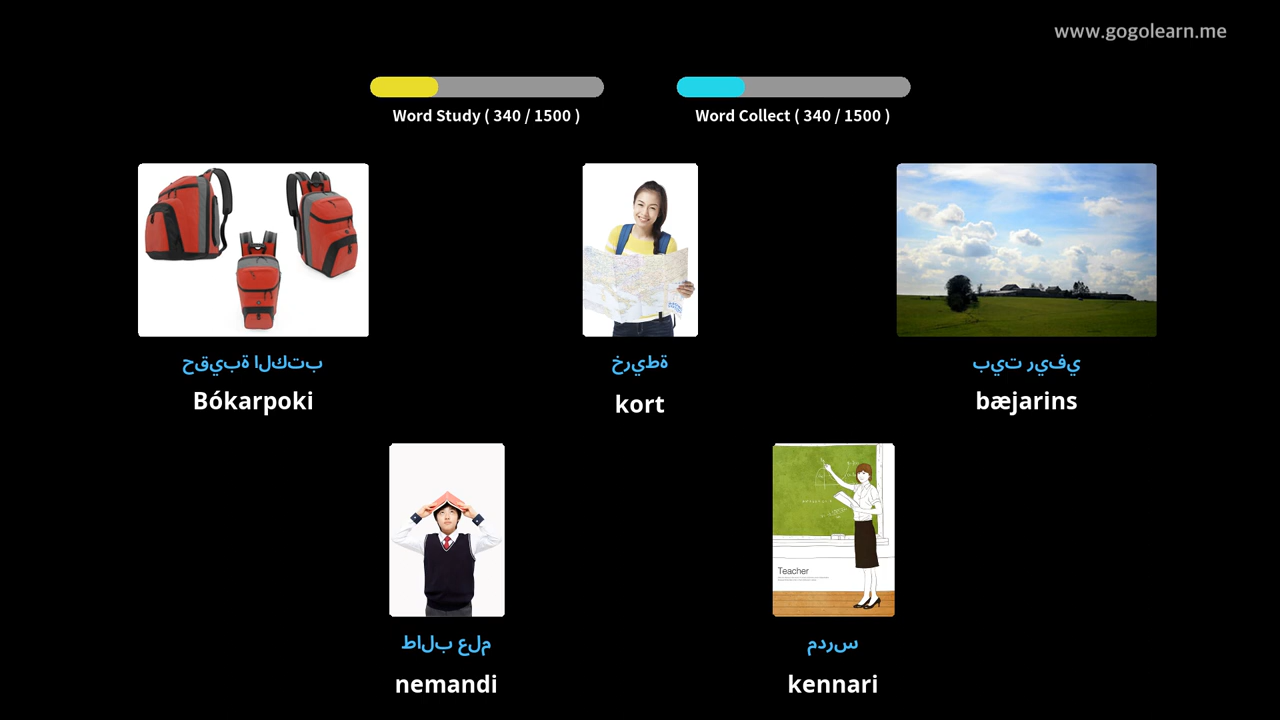 www.gogolearn.me
Word Study ( 340 / 1500 )
Word Collect ( 340 / 1500 )
حقيبة الكتب
خريطة
بيت ريفي
Bókarpoki
kort
bæjarins
Teacher
طالب علم
مدرس
nemandi
kennari